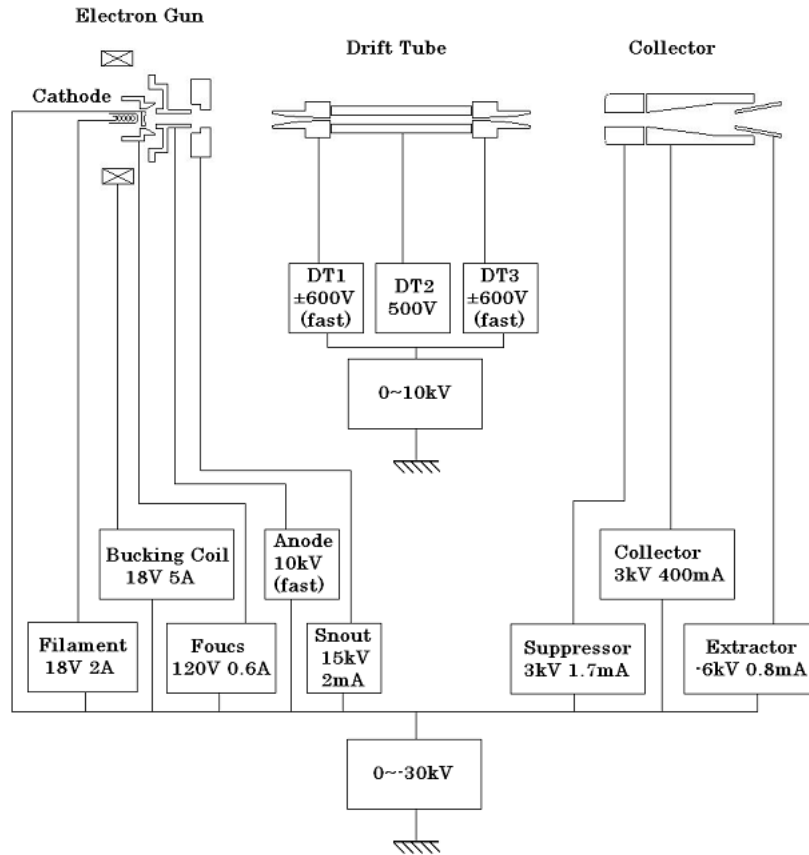 Electron Gun
Drift Tube
Collector
Cathode
DT1
±600V
(fast)
DT2
500V
DT3
±600V
(fast)
0~10kV
Bucking Coil
18V 5A
Anode
10kV
(fast)
Collector
3kV 400mA
Filament
18V 2A
Foucs
120V 0.6A
Snout
15kV
2mA
Suppressor
3kV 1.7mA
Extractor
-6kV 0.8mA
0~-30kV